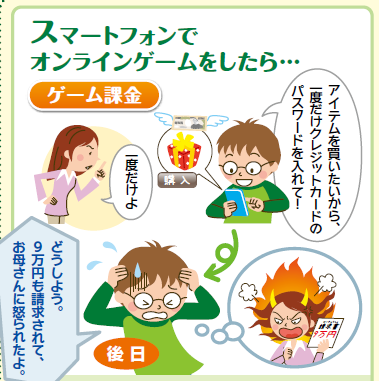 スマートフォンで
オンラインゲームをしたら…
ゲーム課金
アイテムを買いたいから、
一度だけクレジットカードの
パスワードを入れて！
一度だけよ
購入
どうしよう。
９万円も請求されて、
お母さんに怒られたよ。
請求書
9万円
後日